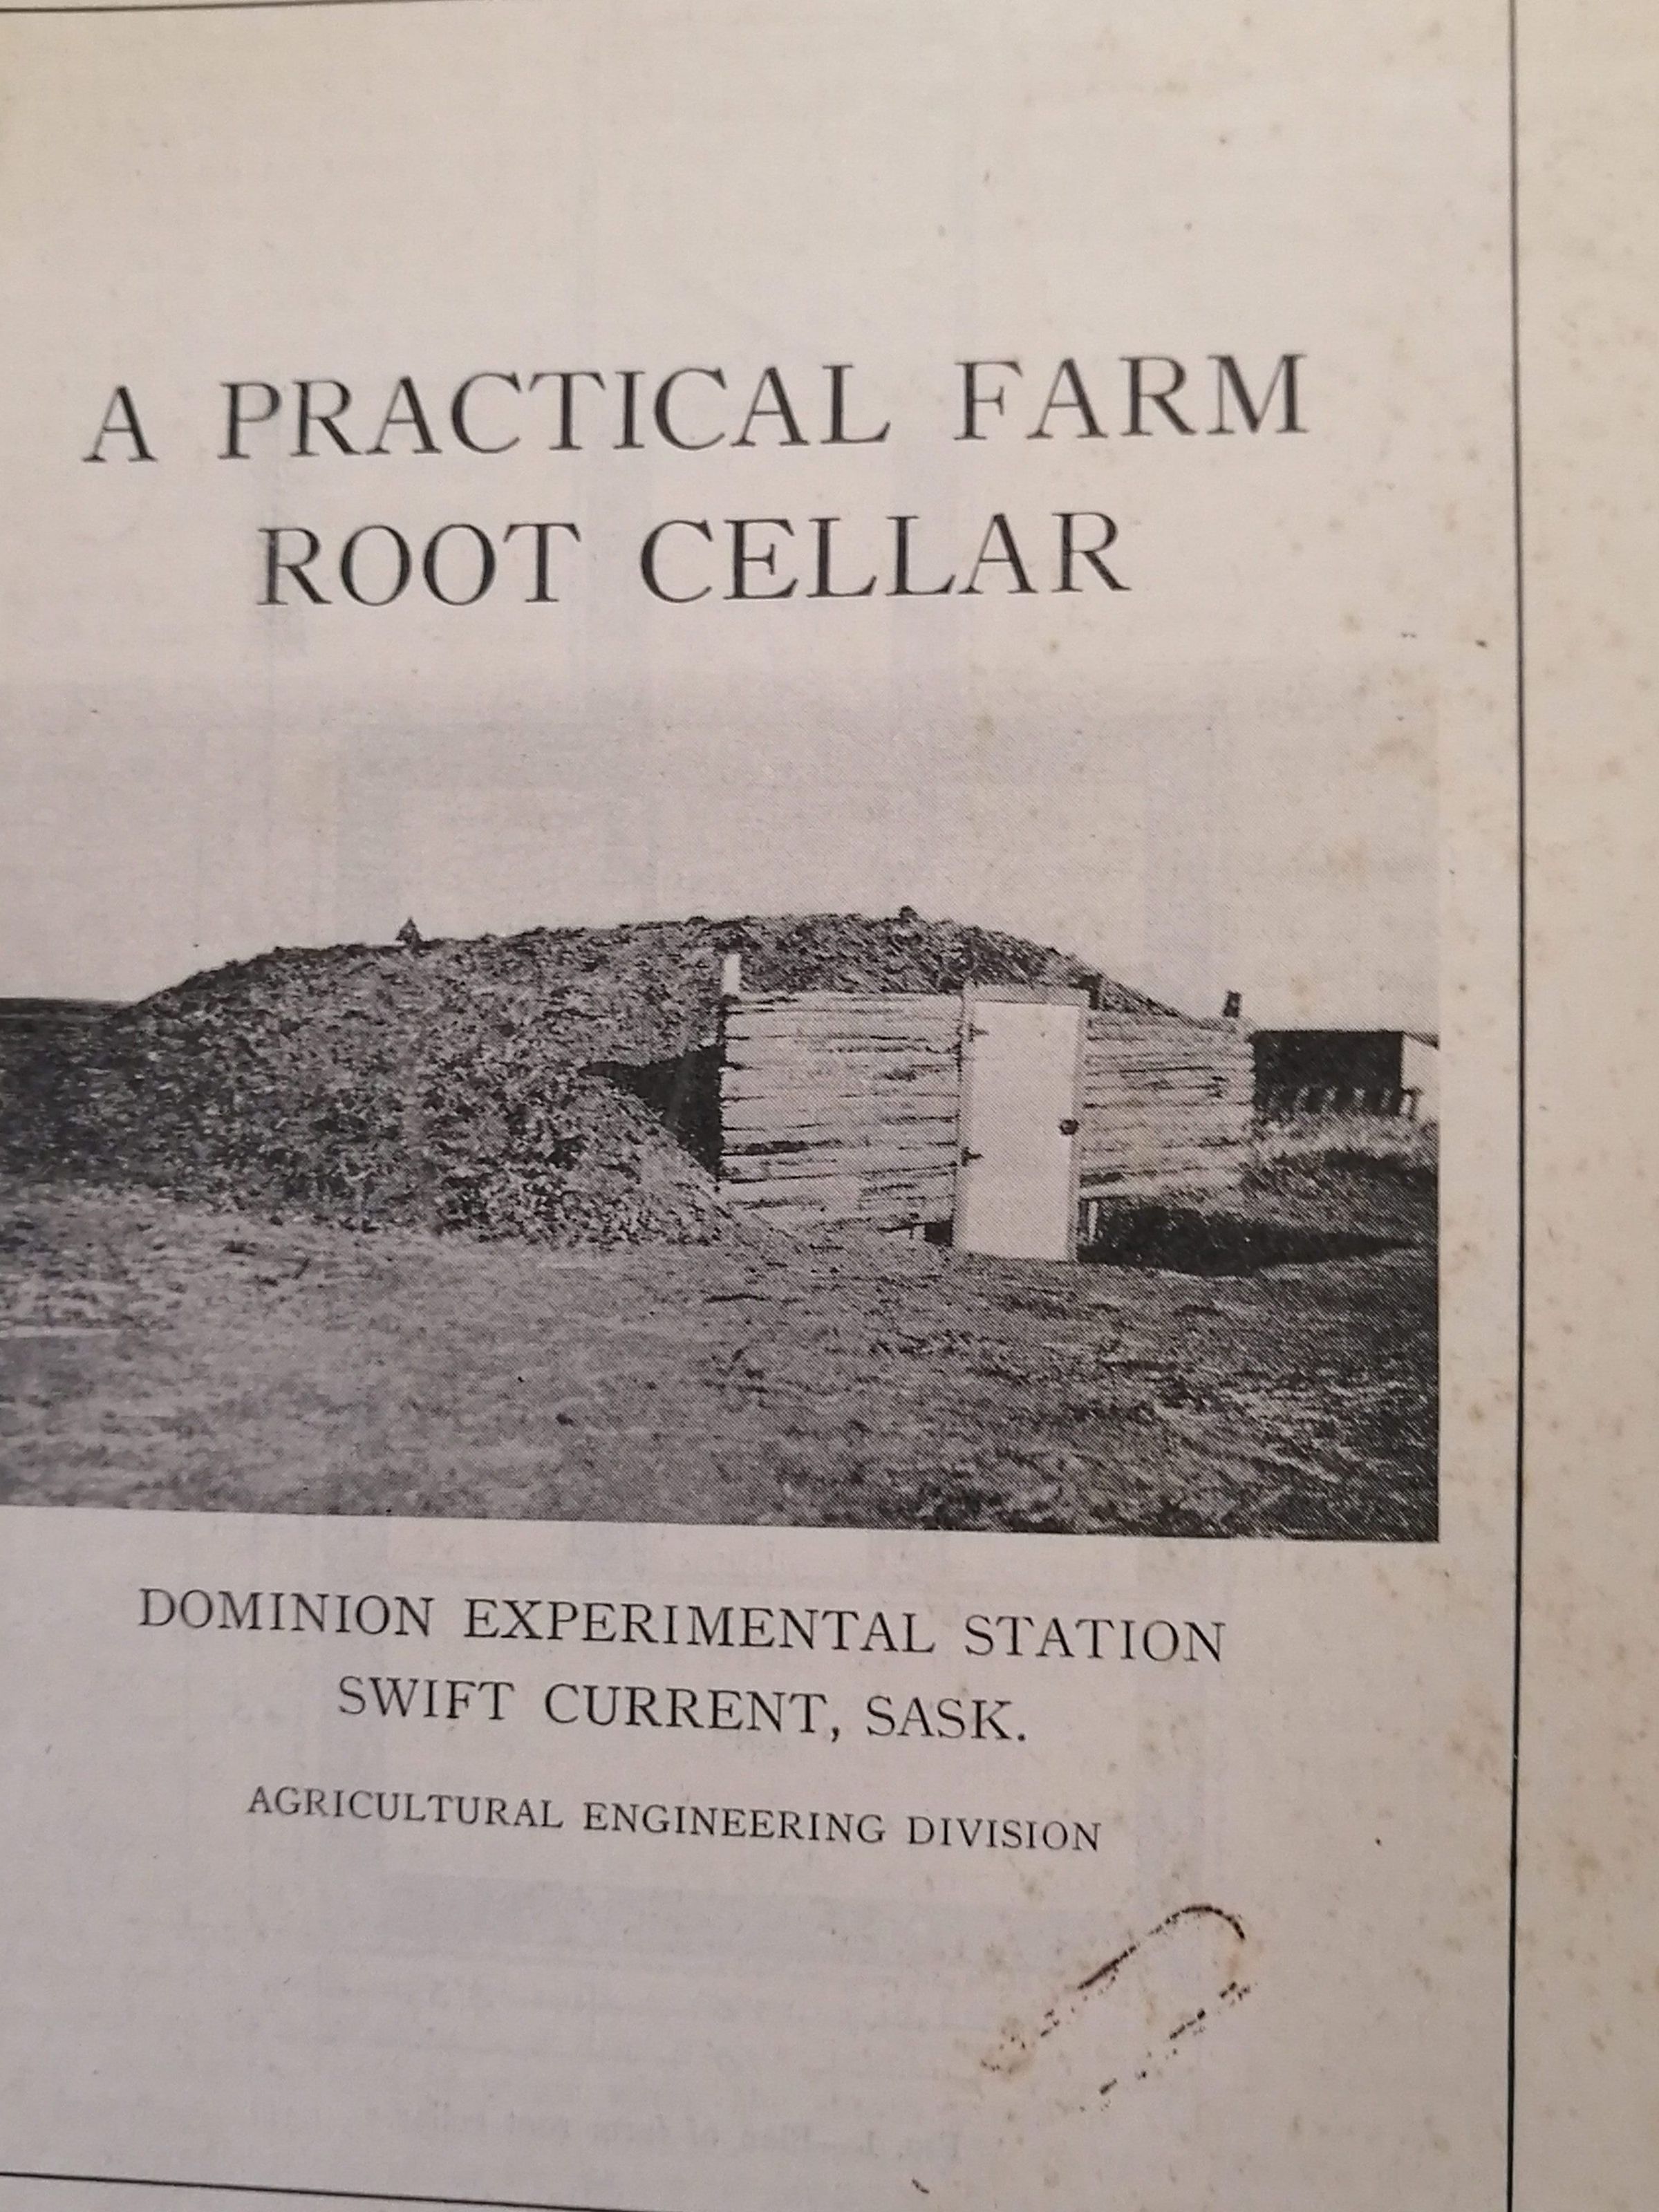 A PRACTICAL FARM
ROOT CELLAR
DOMINION EXPERIMENTAL STATION
SWIFT CURRENT, SASK.
AGRICULTURAL ENGINEERING DIVISION